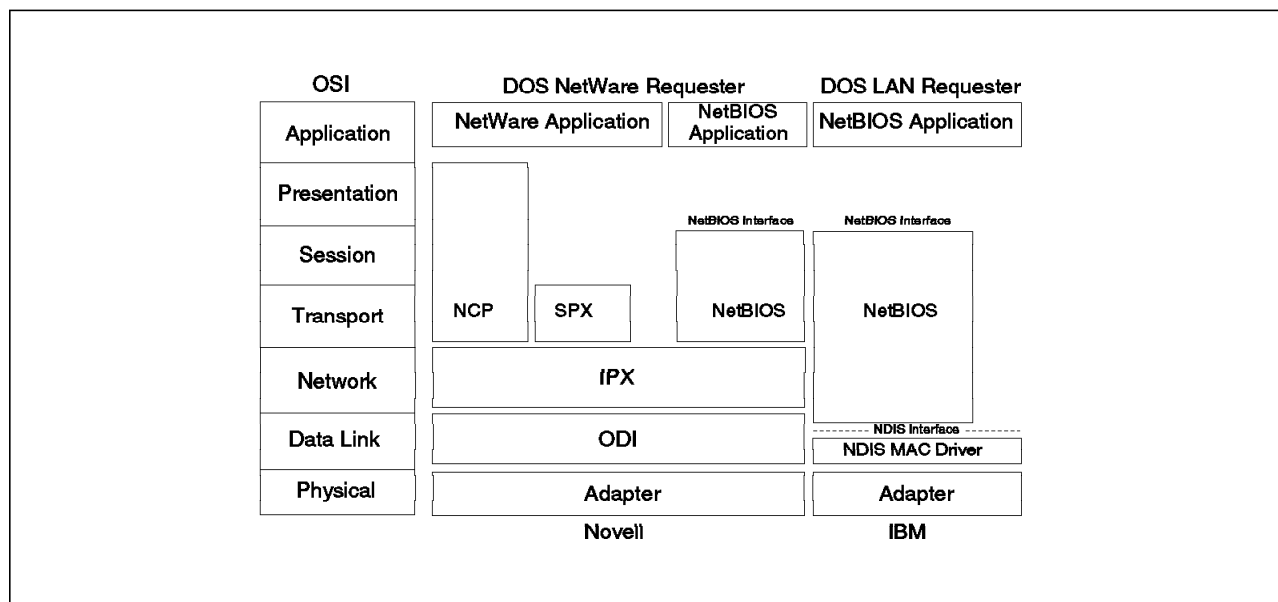 OSI
DOS NetWare Requester
DOS LAN Requester
Application
NetWare Application
NetBIOS
Application
NetBIOS Application
Presentation
NetBIOS Interface
NetBIOS Interface
Session
Transport
NCP
SPX
NetBIOS
NetBIOS
Network
IPX
Data Link
ODI
NDIS Interface
NDIS MAC Driver
Physical
Adapter
Adapter
Novell
IBM